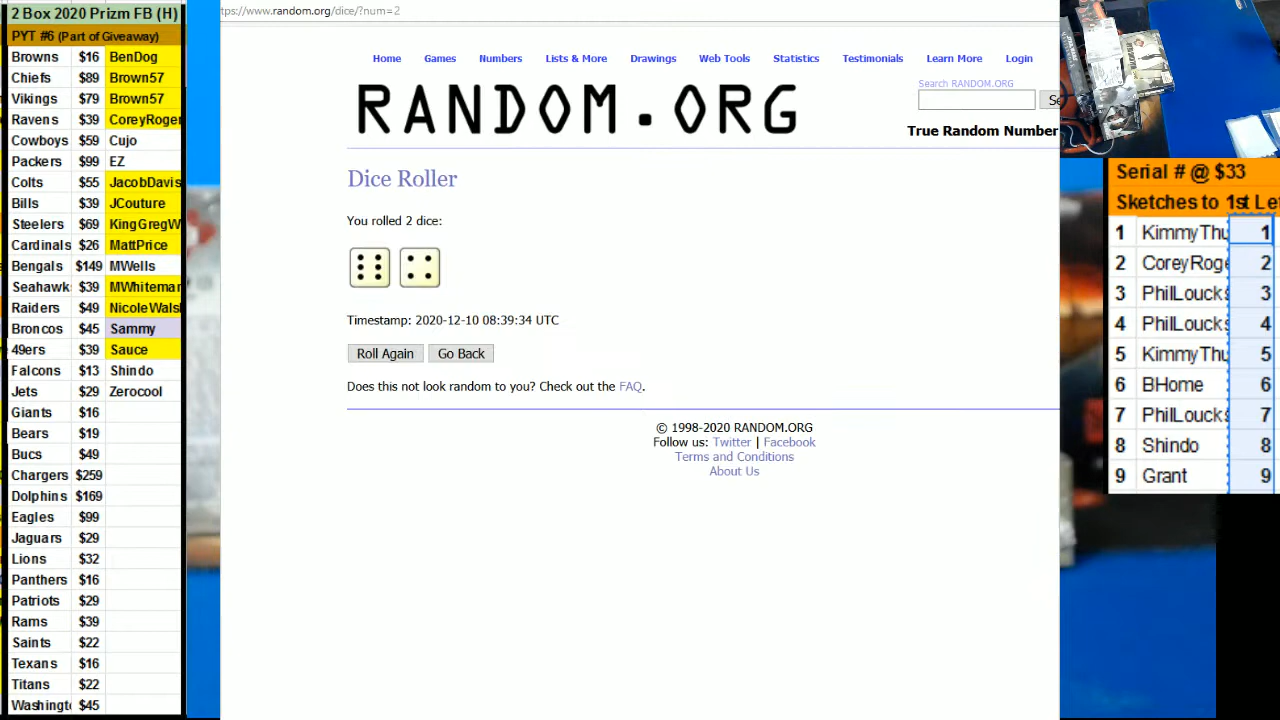 2 Box 2020 Prizm FB (H)
PYT #6 (Part of Giveaway)
Browns $16 BenDog
Chiefs $89 Brown57
Vikings $79 Brown57
Ravens $39 CoreyRoger
Cowboys $59 Cujo
Packers $99 EZ
Colts $55 JacobDavis
Bills $39 JCouture
Steelers $69 KingGregW
Cardinals $26 MattPrice
Bengals $149 MWells
Seahawk $39 MWhiteman
Raiders $49 NicoleWals
Broncos $45 Sammy
49ers $39 Sauce
Falcons $13 Shindo
Jets $29 Zerocool
Giants $16
Bears $19
Bucs $49
Chargers $259
Dolphins $169
Eagles $99
Jaguars $29
Lions $32
Panthers $16
Patriots $29
Rams $39
Saints $22
Texans $16
Titans $22
Washingt $45
tps://www.random.org/dice/?num=2
Home Games Numbers Lists & More Drawings Web Tools Statistics Testimonials Learn More Login
RANDOM.ORG
Search RANDOM.ORG
Se
True Random Number
Dice Roller
You rolled 2 dice:
Timestamp: 2020-12-10 08:39:34 UTC
Roll Again Go Back
Does this not look random to you? Check out the FAQ.
© 1998-2020 RANDOM.ORG
Follow us: Twitter | Facebook
Terms and Conditions
About Us
Serial # @ $33
Sketches to 1st Let
1 KimmyThu 1
2 CoreyRoge 2
3 PhilLoucks 3
4 PhilLoucks 4
5 KimmyThu 5
6 BHome 6
7 PhilLoucks 7
8 Shindo 8
9 Grant 9